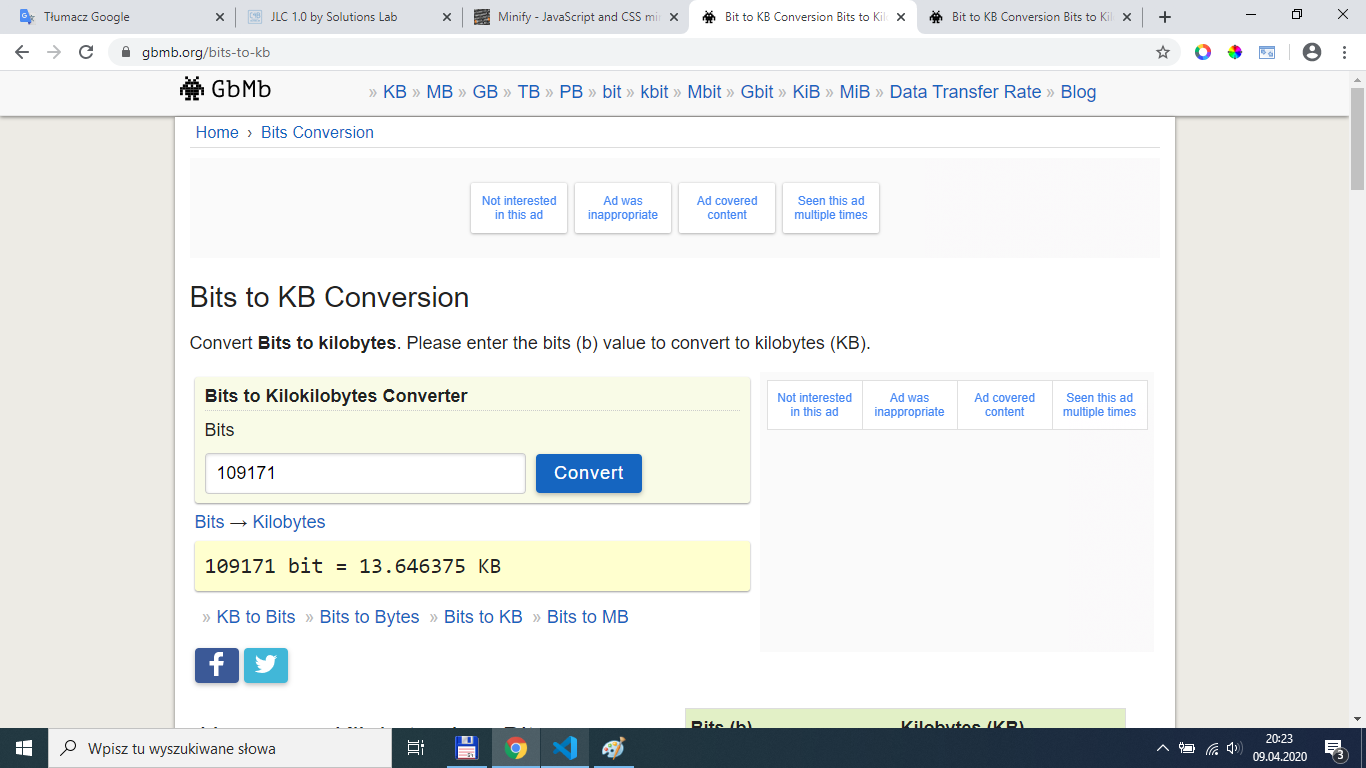 Tłumacz Google
JLC 1.0 by Solutions Lab
Minify - JavaScript and CSS mi
Bit to KB Conversion Bits to Kil
Bit to KB Conversion Bits to Kil
gbmb.org/bits-to-kb
GbMb
» KB » MB » GB » TB » PB » bit » kbit » Mbit » Gbit » KiB » MiB » Data Transfer Rate » Blog
Home › Bits Conversion
Not interested
in this ad
Ad was
inappropriate
Ad covered
content
Seen this ad
multiple times
Bits to KB Conversion
Convert Bits to kilobytes. Please enter the bits (b) value to convert to kilobytes (KB).
Bits to Kilokilobytes Converter
Bits
109171
Convert
Bits → Kilobytes
109171 bit = 13.646375 KB
» KB to Bits » Bits to Bytes » Bits to KB » Bits to MB
Not interested
in this ad
Ad was
inappropriate
Ad covered
content
Seen this ad
multiple times
Bits (b) Kilobytes (KB)
Wpisz tu wyszukiwane słowa
20:23
09.04.2020
3